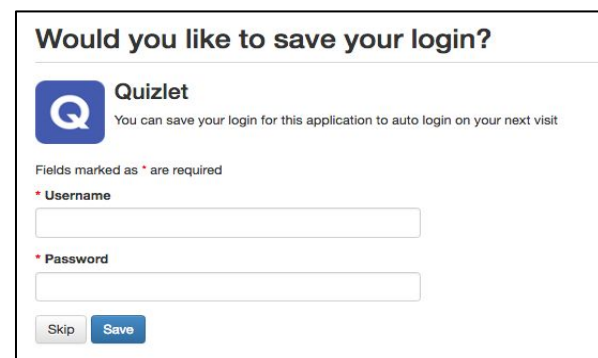 Would you like to save your login?
Q
Quizlet
You can save your login for this application to auto login on your next visit
Fields marked as * are required
* Username
* Password
Skip Save